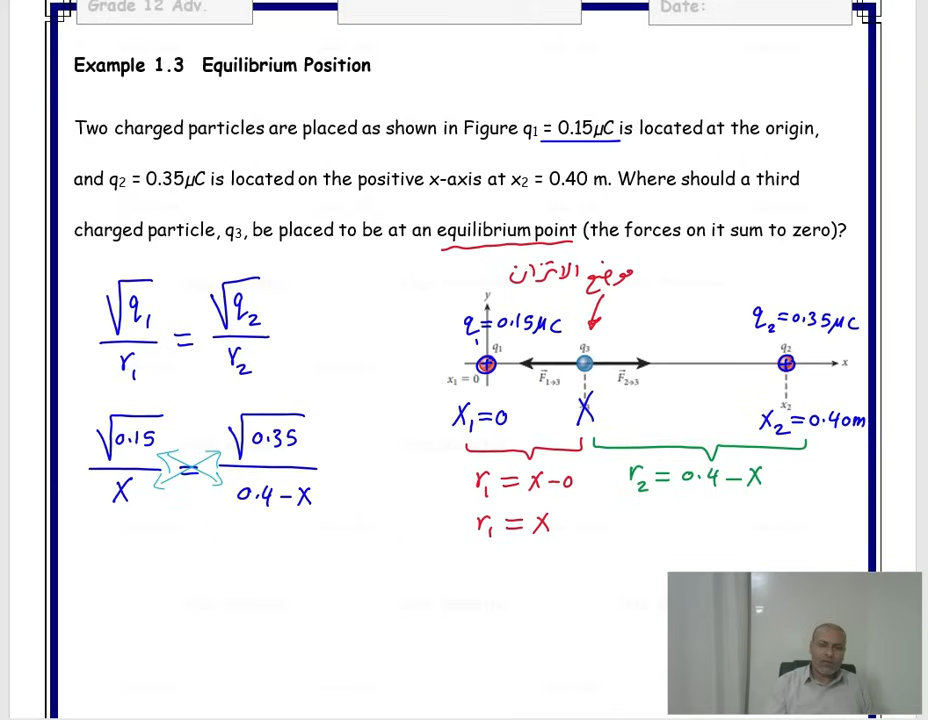 Grade 12 Adv.
Date:
Example 1.3 Equilibrium Position
Two charged particles are placed as shown in Figure q₁ = 0.15μC is located at the origin,
and q₂ = 0.35μC is located on the positive x-axis at x₂ = 0.40 m. Where should a third
charged particle, q₃, be placed to be at an equilibrium point (the forces on it sum to zero)?
موضع الاتزان
√q₁ / r₁ = √q₂ / r₂
y
q₁ = 0.15μC
q₂ = 0.35μC
q₁ q₃ q₂
x
x₁ = 0
F⃗₁→₃ F⃗₂→₃
x₂
X₁ = 0 X X₂ = 0.40m
√0.15 / X = √0.35 / 0.4 - X
r₁ = X - 0
r₂ = 0.4 - X
r₁ = X